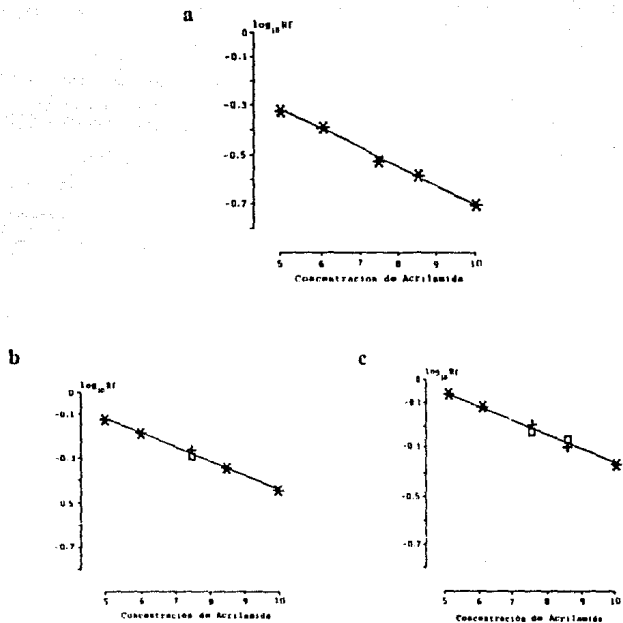 a
log₁₀Rf
0
-0.1
-0.3
-0.5
-0.7
5 6 7 8 9 10
Concentracion de Acrilamida
b
log₁₀Rf
0
-0.1
-0.3
0.5
-0.7
5 6 7 8 9 10
Concentración de Acrilamida
c
log₁₀Rf
0
-0.1
-0.1
-0.5
-0.7
5 6 7 8 9 10
Concentración de Acrilamida